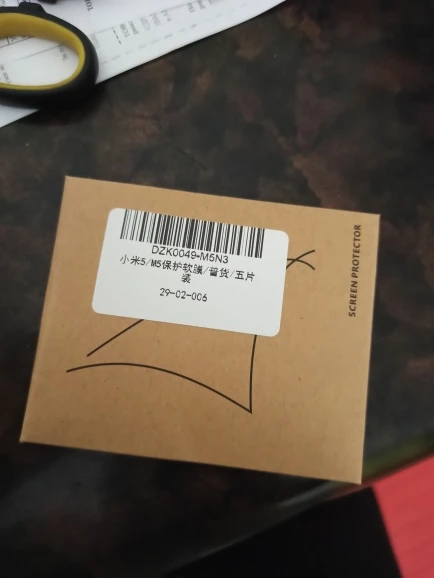 DZK0049-M5N3
小米5/M5保护软膜/督货/五片
装
29-02-006
SCREEN PROTECTOR